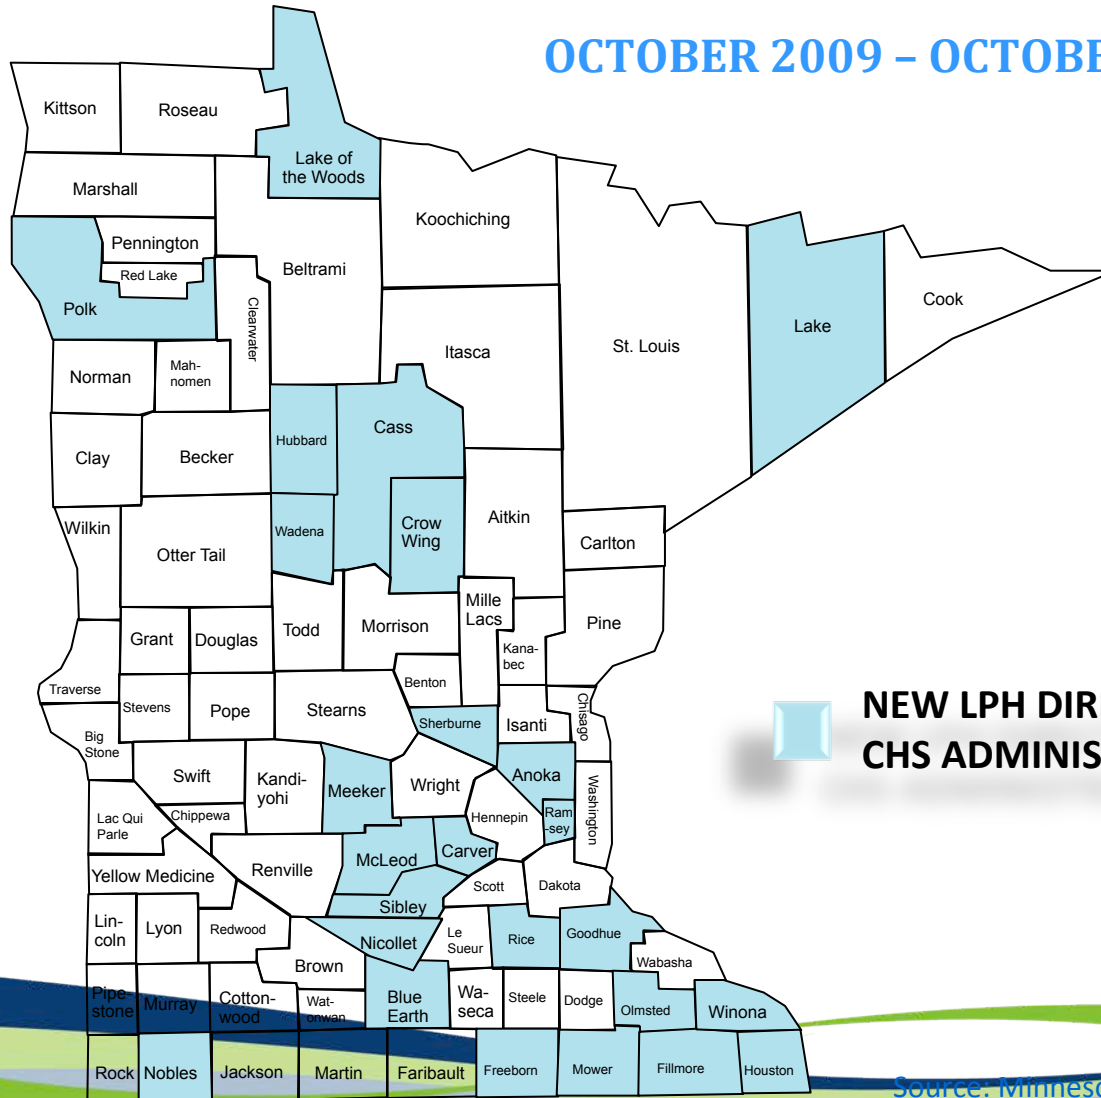 OCTOBER 2009 – OCTOBE
Kittson
Roseau
Lake of
the Woods
Marshall
Koochiching
Pennington
Red Lake
Beltrami
Polk
Clearwater
Cook
Lake
St. Louis
Itasca
Norman
Mah-
nomen
Cass
Hubbard
Clay
Becker
Wilkin
Otter Tail
Wadena
Crow
Wing
Aitkin
Carlton
Mille
Lacs
Grant
Douglas
Todd
Morrison
Pine
Kana-
bec
Traverse
Stevens
Pope
Stearns
Benton
Sherburne
Isanti
Chisago
NEW LPH DIR
CHS ADMINIS
Big
Stone
Swift
Kandi-
yohi
Meeker
Wright
Anoka
Washington
Hennepin
Ram
-sey
Lac Qui
Parle
Chippewa
Renville
McLeod
Carver
Yellow Medicine
Scott
Dakota
Sibley
Lin-
coln
Lyon
Redwood
Nicollet
Le
Sueur
Rice
Goodhue
Wabasha
Brown
Pipe-
stone
Murray
Cotton-
wood
Wat-
onwan
Blue
Earth
Wa-
seca
Steele
Dodge
Olmsted
Winona
Rock
Nobles
Jackson
Martin
Faribault
Freeborn
Mower
Fillmore
Houston
Source: Minneso